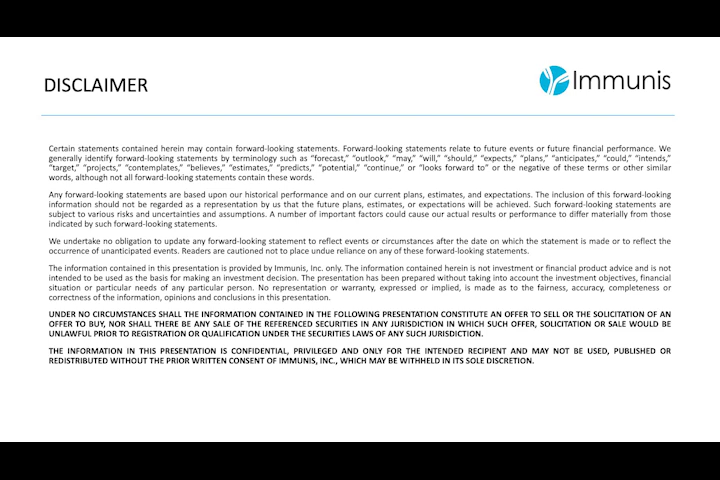 DISCLAIMER
Immunis
Certain statements contained herein may contain forward-looking statements. Forward-looking statements relate to future events or future financial performance. We
generally identify forward-looking statements by terminology such as “forecast,” “outlook,” “may,” “will,” “should,” “expects,” “plans,” “anticipates,” “could,” “intends,”
“target,” “projects,” “contemplates,” “believes,” “estimates,” “predicts,” “potential,” “continue,” or “looks forward to” or the negative of these terms or other similar
words, although not all forward-looking statements contain these words.
Any forward-looking statements are based upon our historical performance and on our current plans, estimates, and expectations. The inclusion of this forward-looking
information should not be regarded as a representation by us that the future plans, estimates, or expectations will be achieved. Such forward-looking statements are
subject to various risks and uncertainties and assumptions. A number of important factors could cause our actual results or performance to differ materially from those
indicated by such forward-looking statements.
We undertake no obligation to update any forward-looking statement to reflect events or circumstances after the date on which the statement is made or to reflect the
occurrence of unanticipated events. Readers are cautioned not to place undue reliance on any of these forward-looking statements.
The information contained in this presentation is provided by Immunis, Inc. only. The information contained herein is not investment or financial product advice and is not
intended to be used as the basis for making an investment decision. The presentation has been prepared without taking into account the investment objectives, financial
situation or particular needs of any particular person. No representation or warranty, expressed or implied, is made as to the fairness, accuracy, completeness or
correctness of the information, opinions and conclusions in this presentation.
UNDER NO CIRCUMSTANCES SHALL THE INFORMATION CONTAINED IN THE FOLLOWING PRESENTATION CONSTITUTE AN OFFER TO SELL OR THE SOLICITATION OF AN
OFFER TO BUY, NOR SHALL THERE BE ANY SALE OF THE REFERENCED SECURITIES IN ANY JURISDICTION IN WHICH SUCH OFFER, SOLICITATION OR SALE WOULD BE
UNLAWFUL PRIOR TO REGISTRATION OR QUALIFICATION UNDER THE SECURITIES LAWS OF ANY SUCH JURISDICTION.
THE INFORMATION IN THIS PRESENTATION IS CONFIDENTIAL, PRIVILEGED AND ONLY FOR THE INTENDED RECIPIENT AND MAY NOT BE USED, PUBLISHED OR
REDISTRIBUTED WITHOUT THE PRIOR WRITTEN CONSENT OF IMMUNIS, INC., WHICH MAY BE WITHHELD IN ITS SOLE DISCRETION.